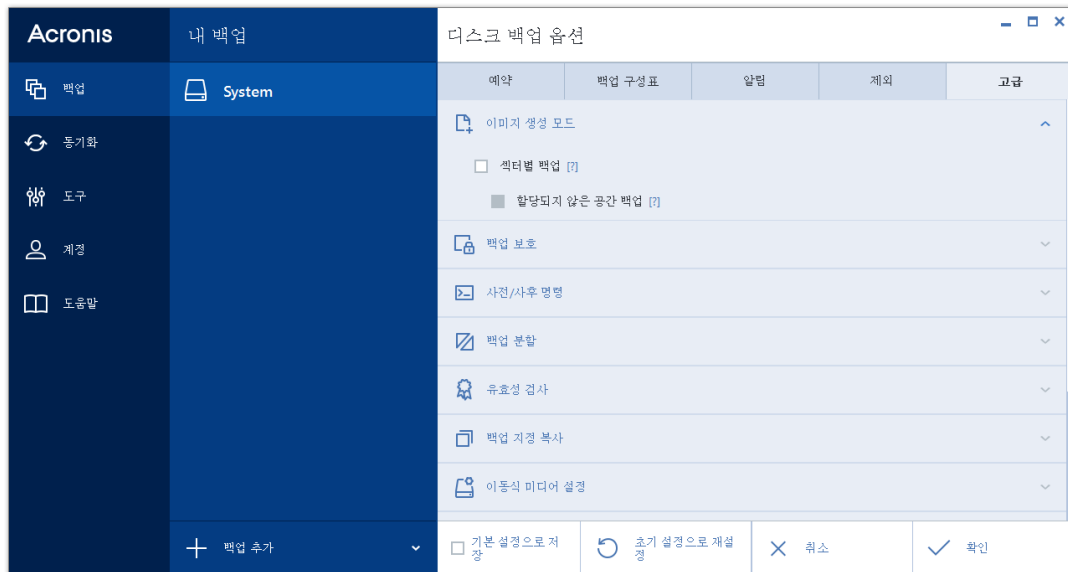 Acronis
백업
동기화
도구
계정
도움말
내 백업
System
백업 추가
디스크 백업 옵션
예약
백업 구성표
알림
제외
고급
이미지 생성 모드
섹터별 백업 [?]
할당되지 않은 공간 백업 [?]
백업 보호
사전/사후 명령
백업 분할
유효성 검사
백업 지정 복사
이동식 미디어 설정
기본 설정으로 저
장
초기 설정으로 재설
정
취소
확인